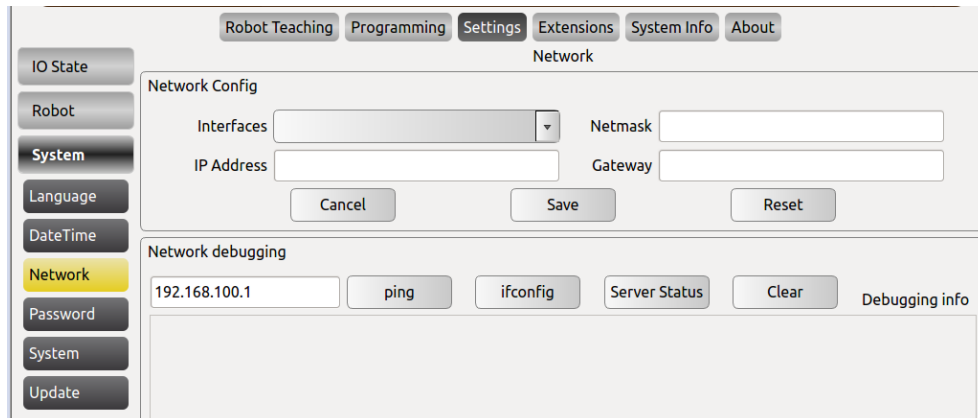 Robot Teaching Programming Settings Extensions System Info About
Network
IO State
Robot
System
Language
DateTime
Network
Password
System
Update
Network Config
Interfaces
Netmask
IP Address
Gateway
Cancel Save Reset
Network debugging
192.168.100.1 ping ifconfig Server Status Clear Debugging info